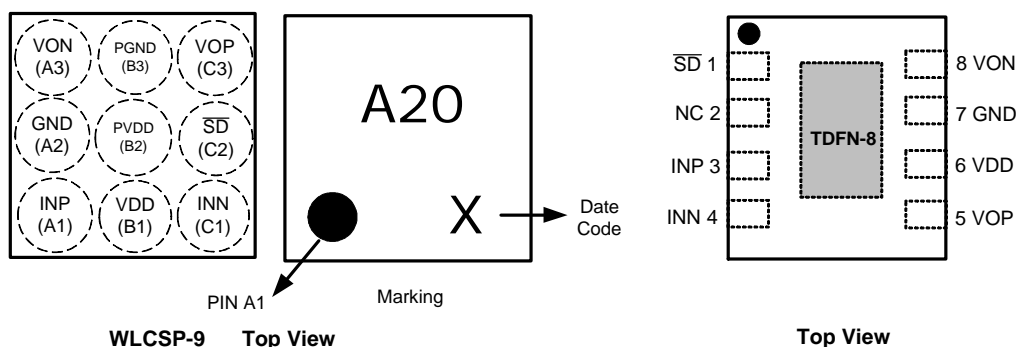 VON
(A3)
PGND
(B3)
VOP
(C3)
GND
(A2)
PVDD
(B2)
S̅D̅
(C2)
INP
(A1)
VDD
(B1)
INN
(C1)
A20
X
Date
Code
PIN A1
Marking
WLCSP-9 Top View
S̅D̅ 1
NC 2
INP 3
INN 4
TDFN-8
8 VON
7 GND
6 VDD
5 VOP
Top View